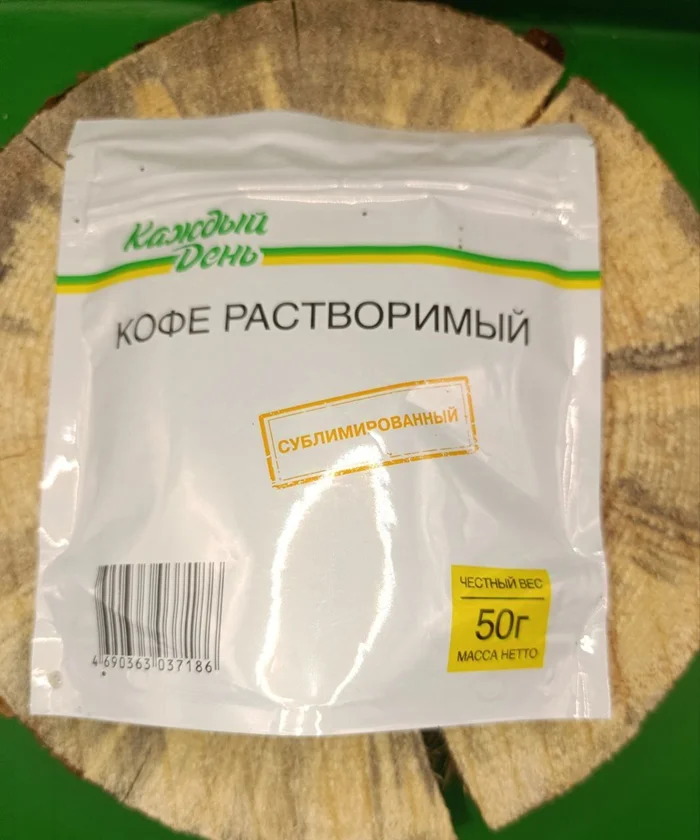 Каждый
День
КОФЕ РАСТВОРИМЫЙ
СУБЛИМИРОВАННЫЙ
ЧЕСТНЫЙ ВЕС
50г
МАССА НЕТТО
4 690363 037186